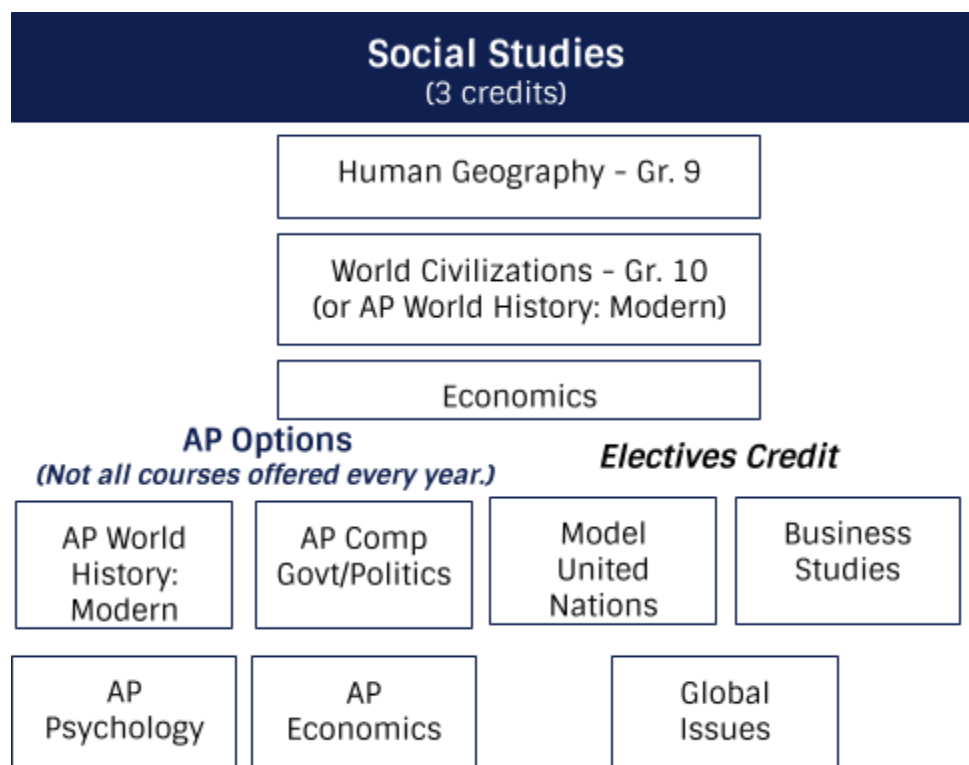 Social Studies
(3 credits)
Human Geography - Gr. 9
World Civilizations - Gr. 10
(or AP World History: Modern)
Economics
AP Options
(Not all courses offered every year.)
Electives Credit
AP World
History:
Modern
AP Comp
Govt/Politics
Model
United
Nations
Business
Studies
AP
Psychology
AP
Economics
Global
Issues